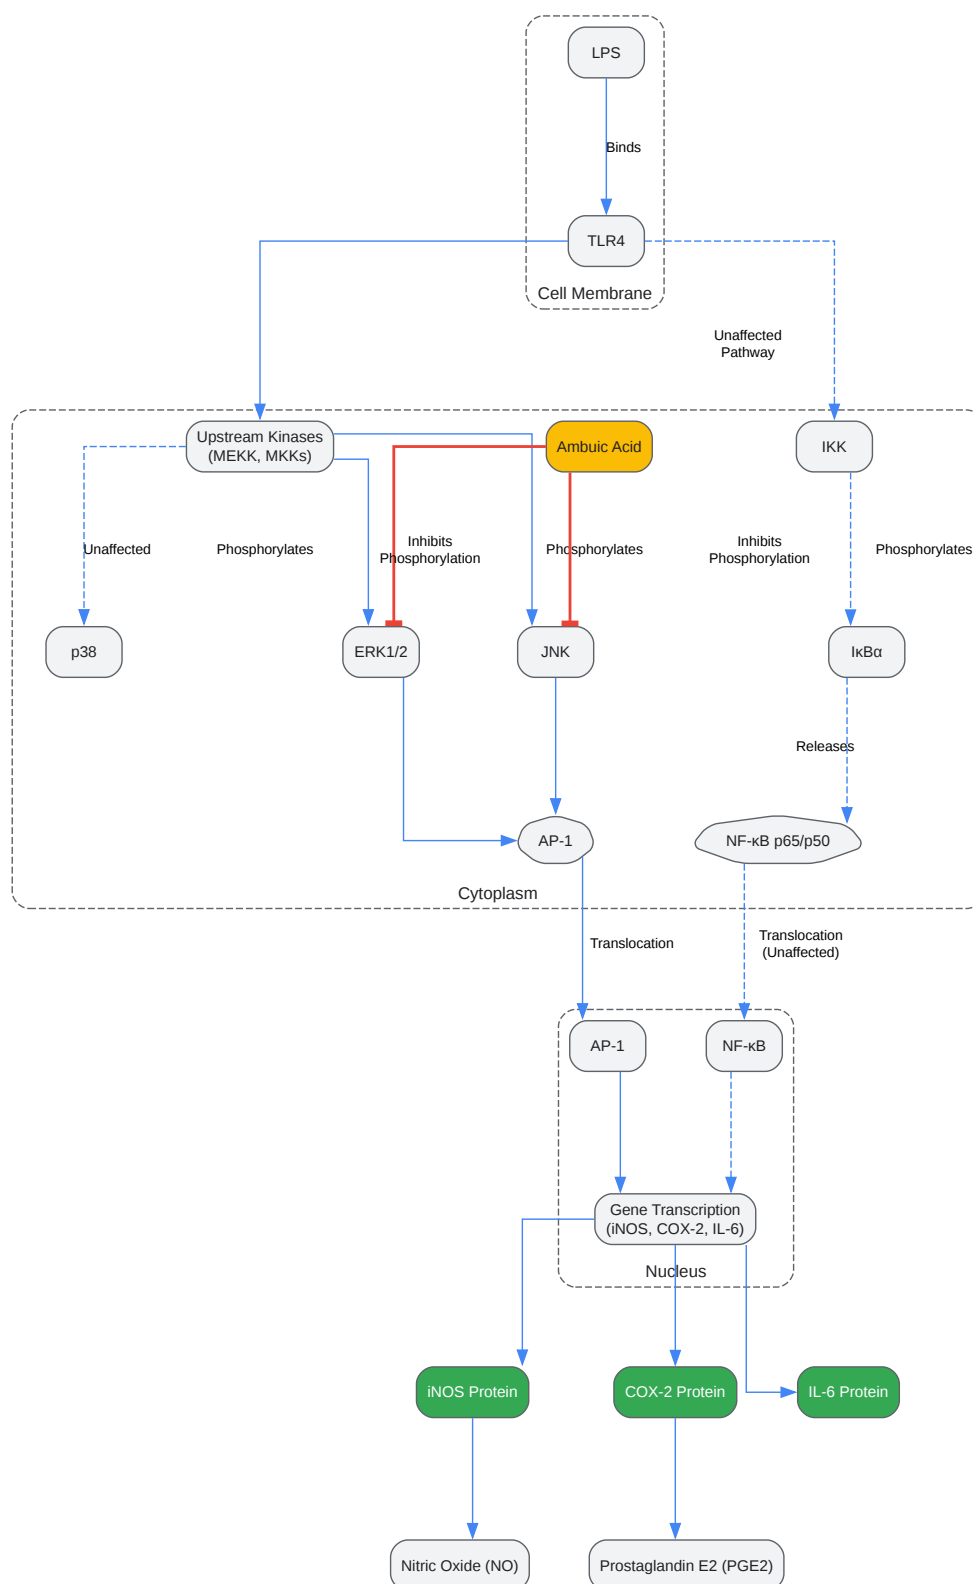 LPS
Binds
TLR4
Cell Membrane
Unaffected
Pathway
Upstream Kinases
(MEKK, MKKs)
Ambuic Acid
IKK
Unaffected
Phosphorylates
Inhibits
Phosphorylation
Phosphorylates
Inhibits
Phosphorylation
Phosphorylates
p38
ERK1/2
JNK
IκBα
Releases
AP-1
NF-κB p65/p50
Cytoplasm
Translocation
Translocation
(Unaffected)
AP-1
NF-κB
Gene Transcription
(iNOS, COX-2, IL-6)
Nucleus
iNOS Protein
COX-2 Protein
IL-6 Protein
Nitric Oxide (NO)
Prostaglandin E2 (PGE2)